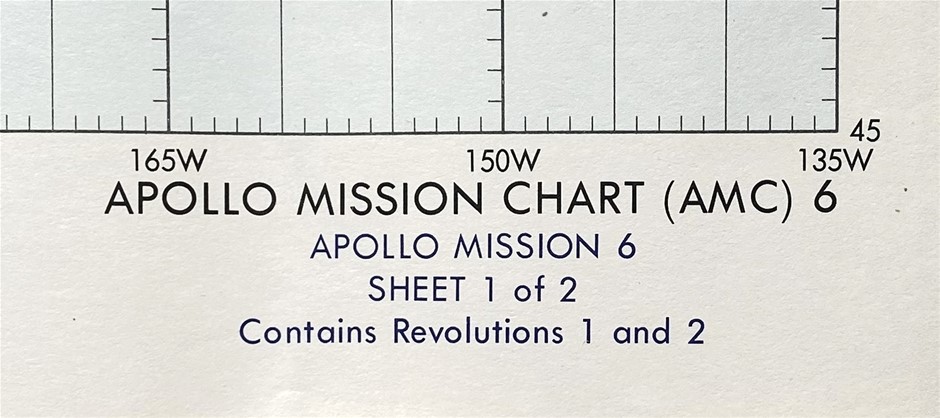 45
165W 150W 135W
APOLLO MISSION CHART (AMC) 6
APOLLO MISSION 6
SHEET 1 of 2
Contains Revolutions 1 and 2